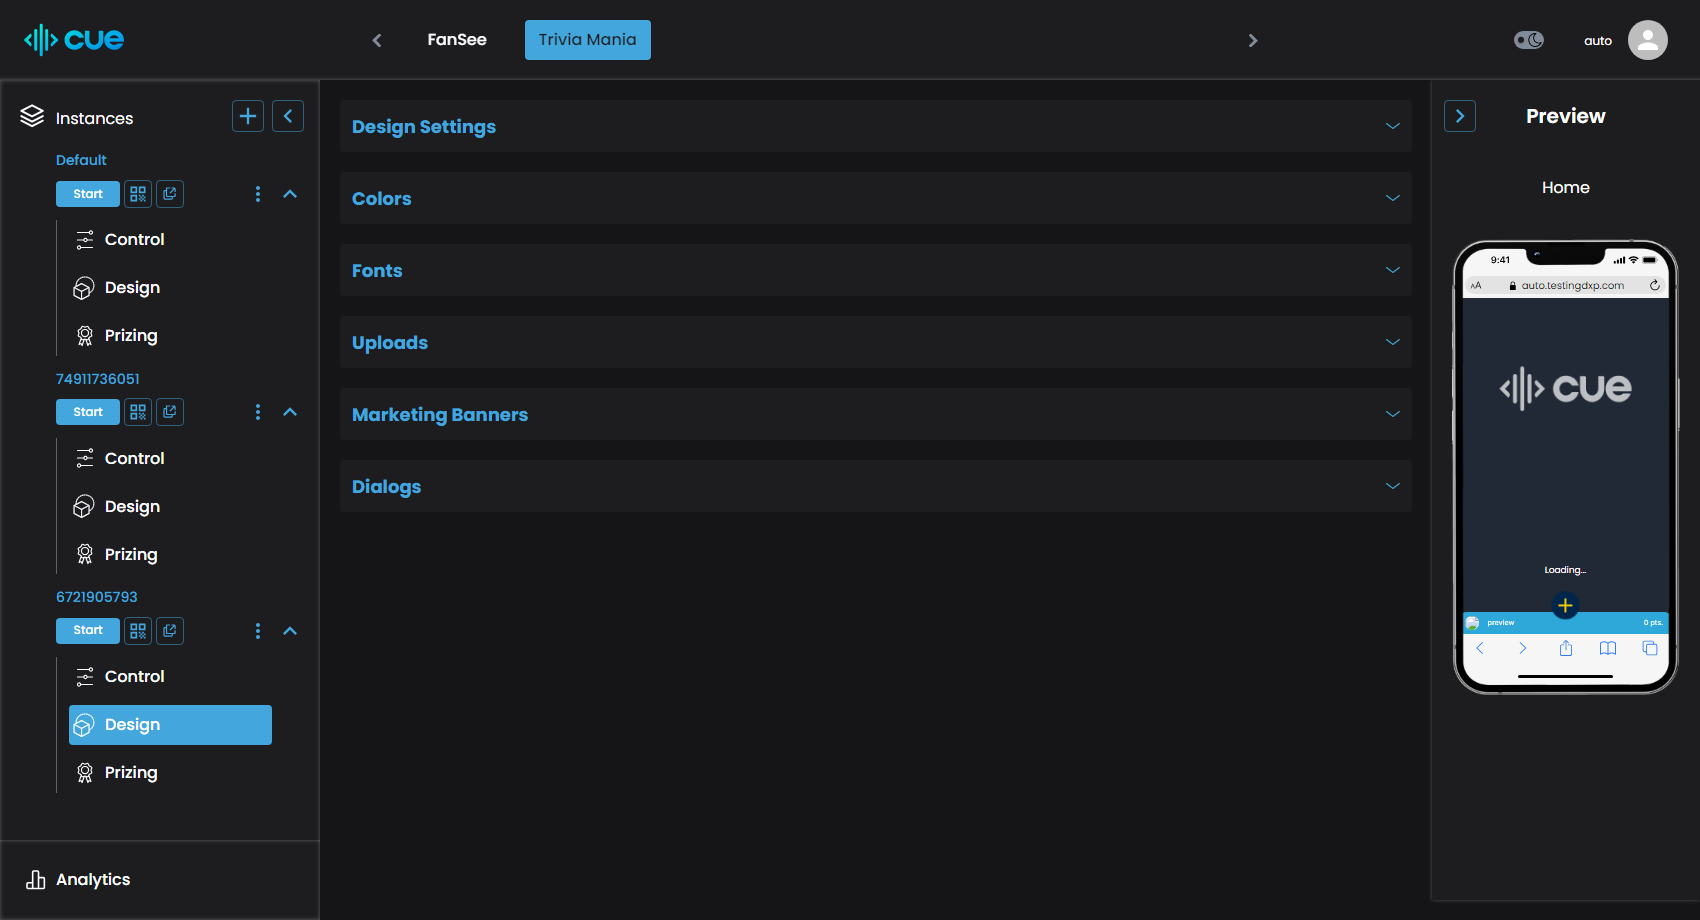 cue
FanSee
Trivia Mania
auto
Instances
Default
Start
Control
Design
Prizing
74911736051
Start
Control
Design
Prizing
6721905793
Start
Control
Design
Prizing
Analytics
Design Settings
Colors
Fonts
Uploads
Marketing Banners
Dialogs
Preview
Home
9:41
AA auto.testingdxp.com
cue
Loading...
preview 0 pts.